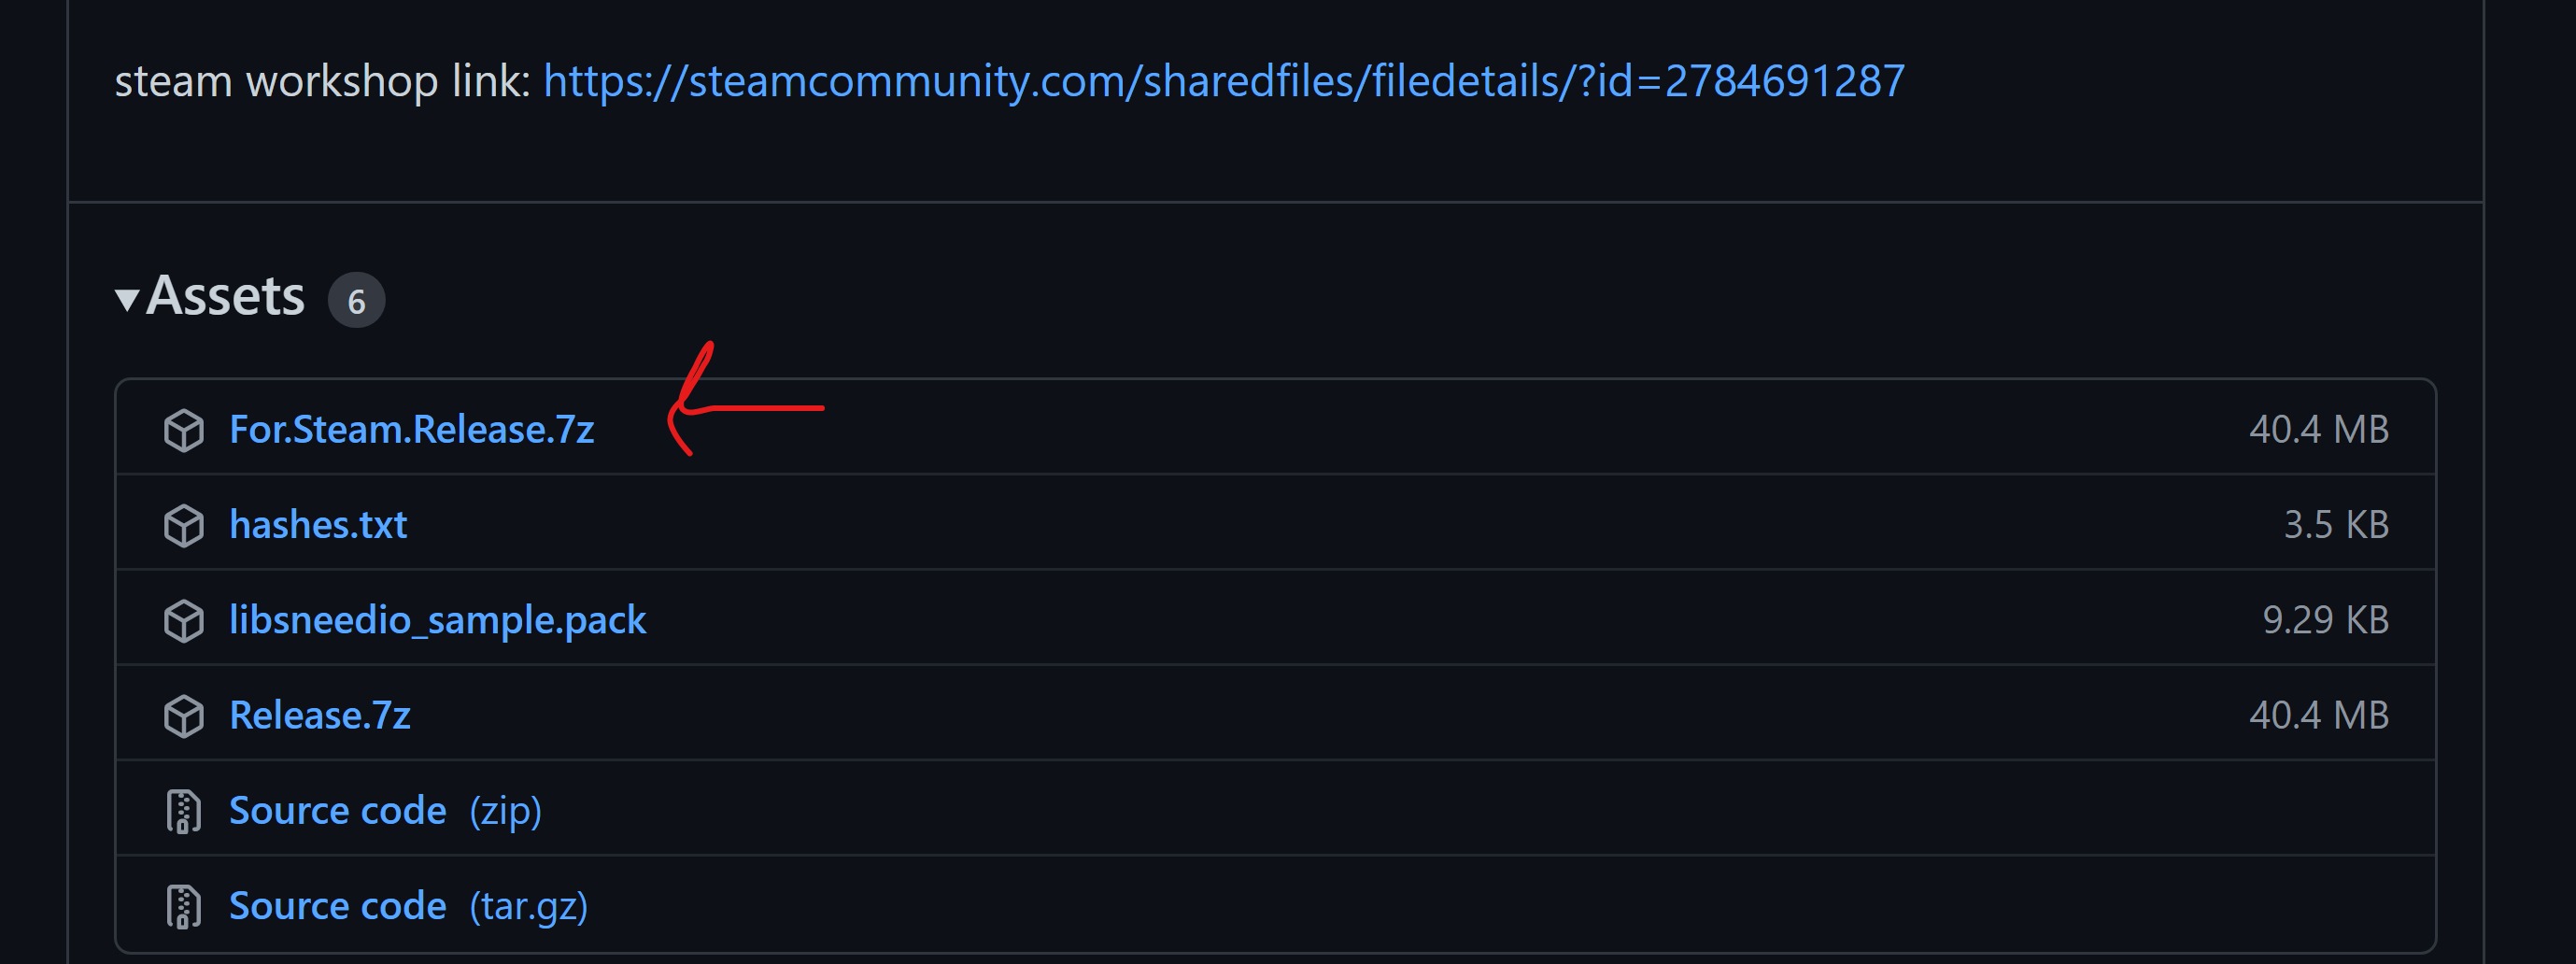 steam workshop link: https://steamcommunity.com/sharedfiles/filedetails/?id=2784691287
▾Assets 6
For.Steam.Release.7z 40.4 MB
hashes.txt 3.5 KB
libsneedio_sample.pack 9.29 KB
Release.7z 40.4 MB
Source code (zip)
Source code (tar.gz)